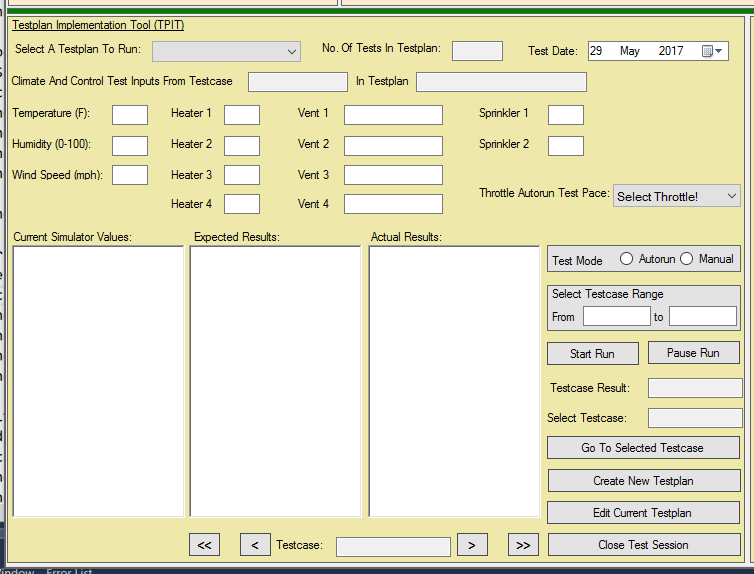 Testplan Implementation Tool (TPIT)
Select A Testplan To Run: No. Of Tests In Testplan: Test Date: 29 May 2017
Climate And Control Test Inputs From Testcase In Testplan
Temperature (F): Heater 1 Vent 1 Sprinkler 1
Humidity (0-100): Heater 2 Vent 2 Sprinkler 2
Wind Speed (mph): Heater 3 Vent 3
Throttle Autorun Test Pace: Select Throttle!
Heater 4 Vent 4
Current Simulator Values: Expected Results: Actual Results:
Test Mode Autorun Manual
Select Testcase Range
From to
Start Run Pause Run
Testcase Result:
Select Testcase:
Go To Selected Testcase
Create New Testplan
Edit Current Testplan
<< < Testcase: > >> Close Test Session
Error List